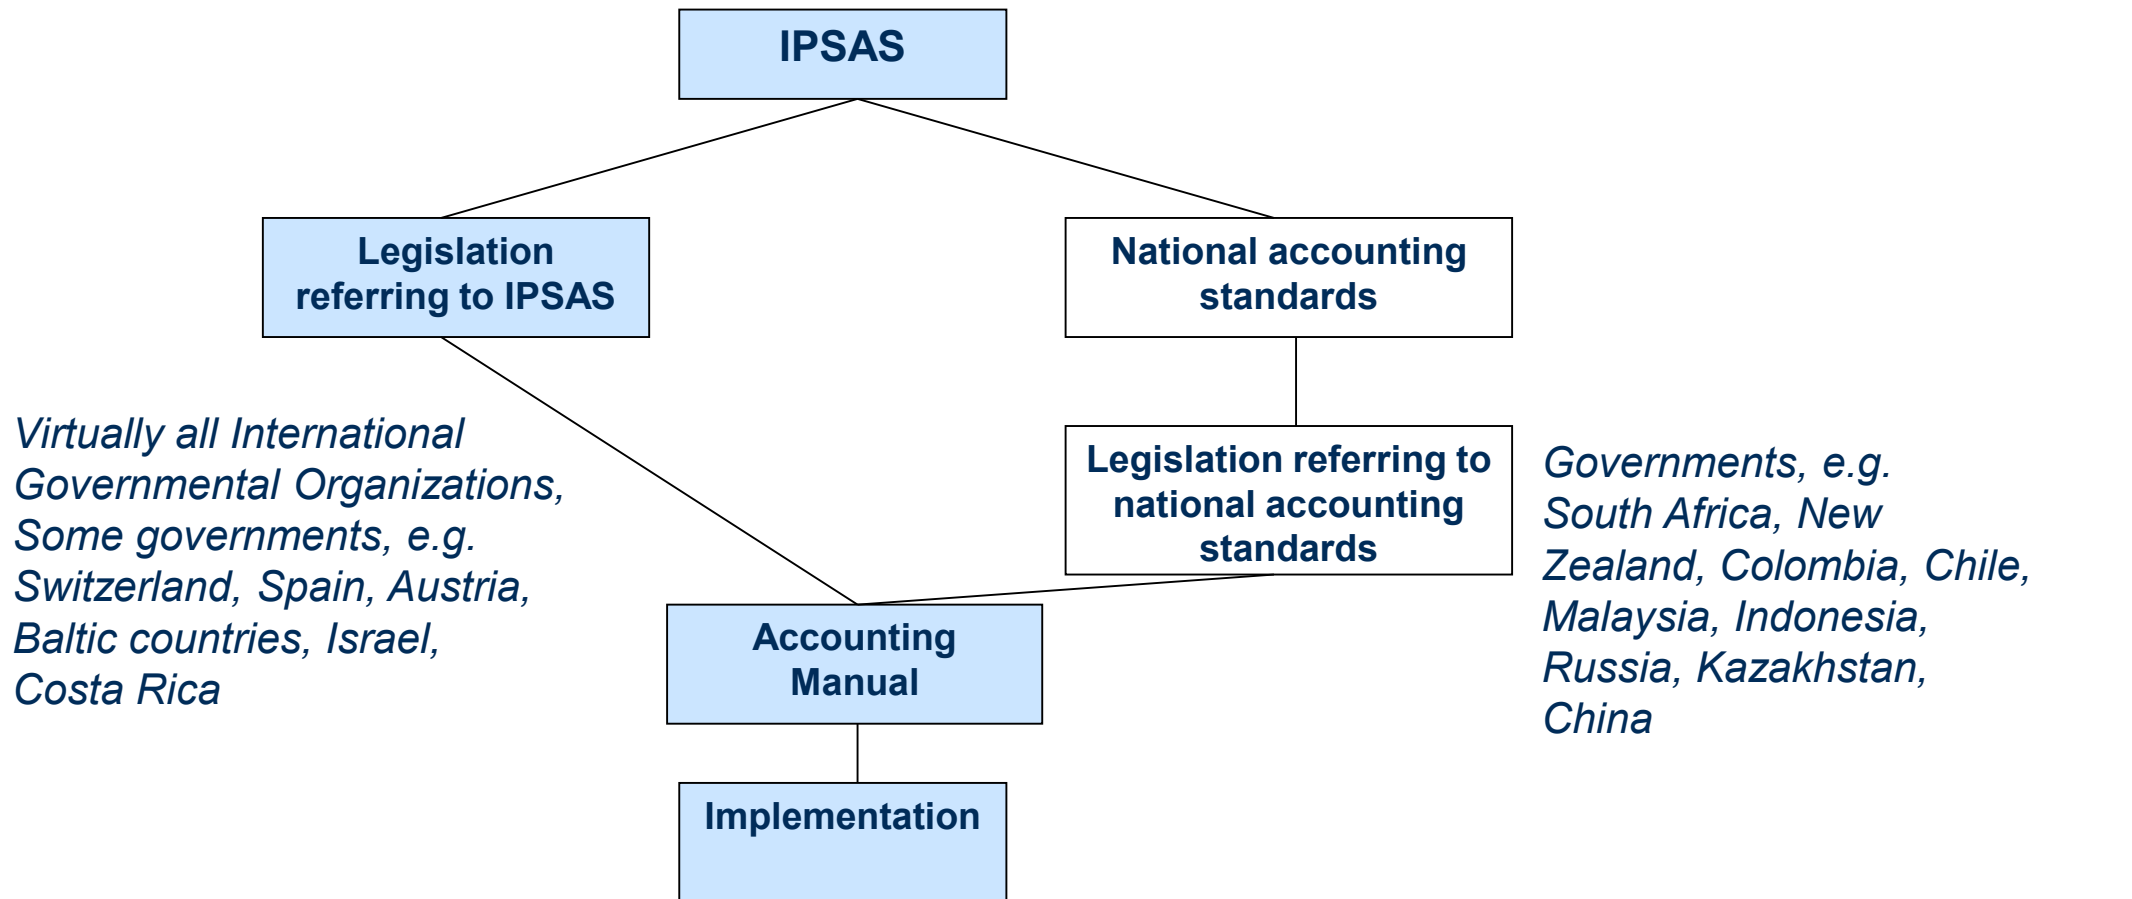 IPSAS
Legislation
referring to IPSAS
National accounting
standards
Virtually all International
Governmental Organizations,
Some governments, e.g.
Switzerland, Spain, Austria,
Baltic countries, Israel,
Costa Rica
Legislation referring to
national accounting
standards
Governments, e.g.
South Africa, New
Zealand, Colombia, Chile,
Malaysia, Indonesia,
Russia, Kazakhstan,
China
Accounting
Manual
Implementation